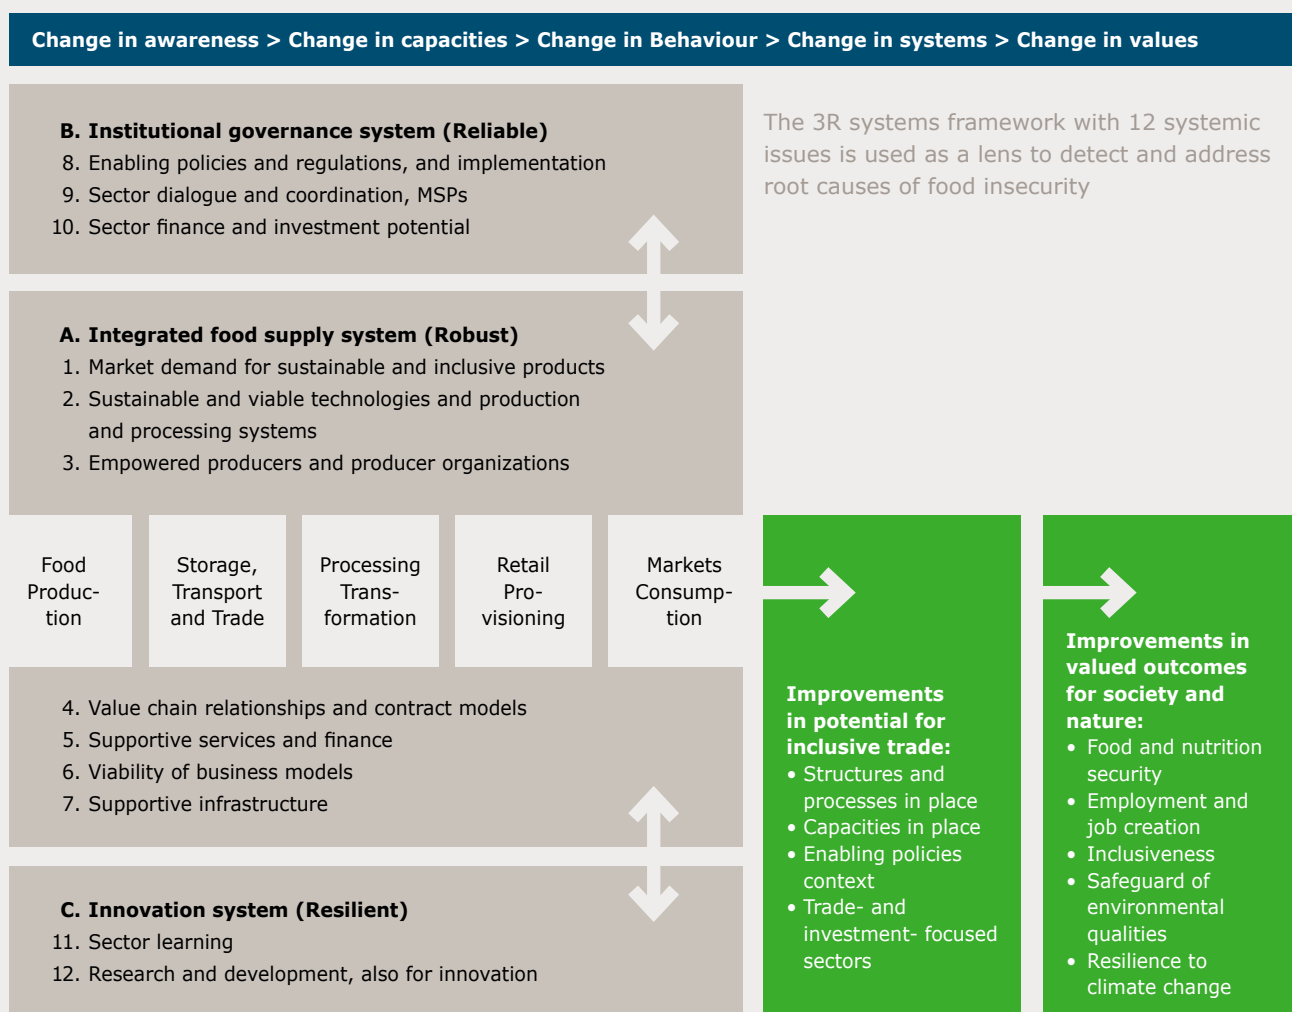 Change in awareness > Change in capacities > Change in Behaviour > Change in systems > Change in values
B. Institutional governance system (Reliable)
8. Enabling policies and regulations, and implementation
9. Sector dialogue and coordination, MSPs
10. Sector finance and investment potential
The 3R systems framework with 12 systemic
issues is used as a lens to detect and address
root causes of food insecurity
A. Integrated food supply system (Robust)
1. Market demand for sustainable and inclusive products
2. Sustainable and viable technologies and production
and processing systems
3. Empowered producers and producer organizations
Food
Produc-
tion
Storage,
Transport
and Trade
Processing
Trans-
formation
Retail
Pro-
visioning
Markets
Consump-
tion
4. Value chain relationships and contract models
5. Supportive services and finance
6. Viability of business models
7. Supportive infrastructure
C. Innovation system (Resilient)
11. Sector learning
12. Research and development, also for innovation
Improvements
in potential for
inclusive trade:
• Structures and
processes in place
• Capacities in place
• Enabling policies
context
• Trade- and
investment- focused
sectors
Improvements in
valued outcomes
for society and
nature:
• Food and nutrition
security
• Employment and
job creation
• Inclusiveness
• Safeguard of
environmental
qualities
• Resilience to
climate change